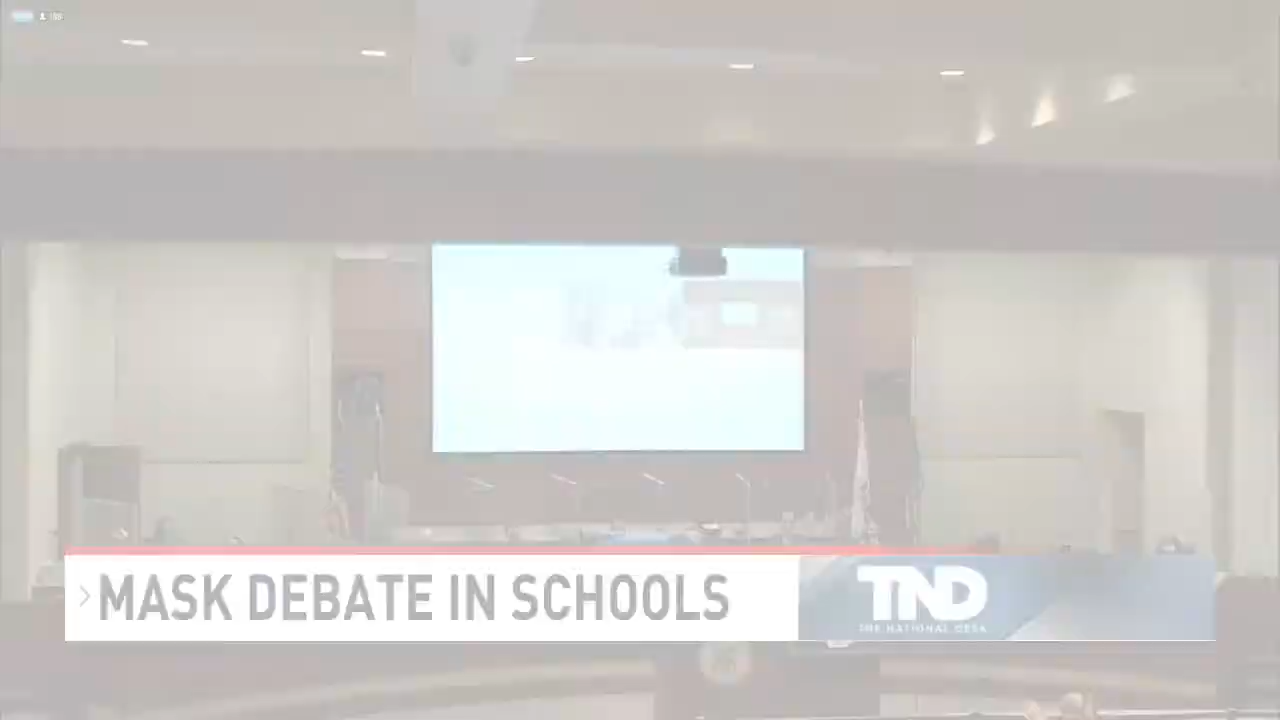 MASK DEBATE IN SCHOOLS
TND
THE NATIONAL DESK